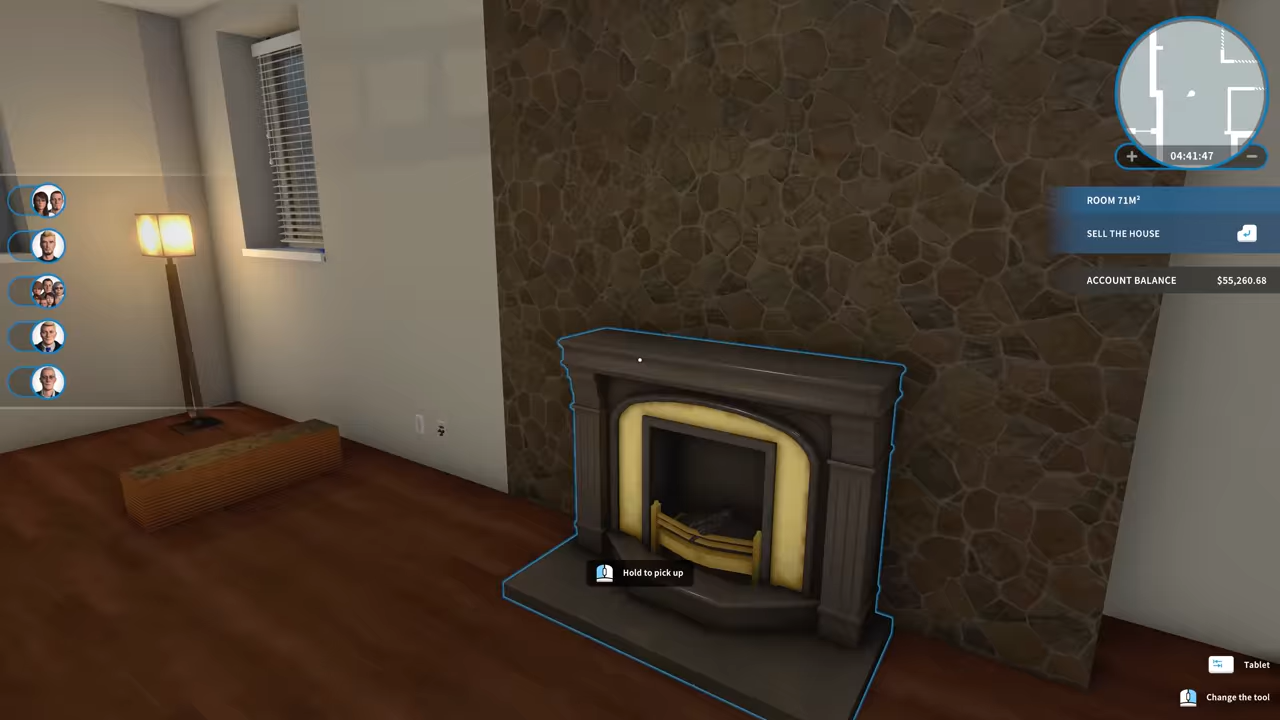 04:41:47
ROOM 71M²
SELL THE HOUSE
ACCOUNT BALANCE $55,260.68
Hold to pick up
Tablet
Change the tool